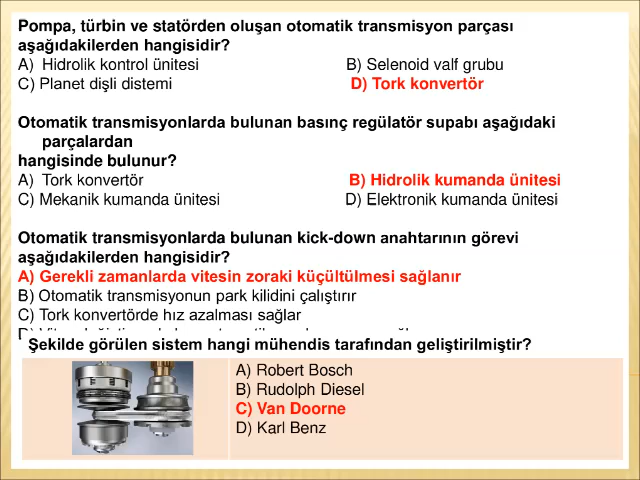 Pompa, türbin ve statörden oluşan otomatik transmisyon parçası
aşağıdakilerden hangisidir?
A) Hidrolik kontrol ünitesi B) Selenoid valf grubu
C) Planet dişli distemi D) Tork konvertör
Otomatik transmisyonlarda bulunan basınç regülatör supabı aşağıdaki
parçalardan
hangisinde bulunur?
A) Tork konvertör B) Hidrolik kumanda ünitesi
C) Mekanik kumanda ünitesi D) Elektronik kumanda ünitesi
Otomatik transmisyonlarda bulunan kick-down anahtarının görevi
aşağıdakilerden hangisidir?
A) Gerekli zamanlarda vitesin zoraki küçültülmesi sağlanır
B) Otomatik transmisyonun park kilidini çalıştırır
C) Tork konvertörde hız azalması sağlar
Şekilde görülen sistem hangi mühendis tarafından geliştirilmiştir?
A) Robert Bosch
B) Rudolph Diesel
C) Van Doorne
D) Karl Benz